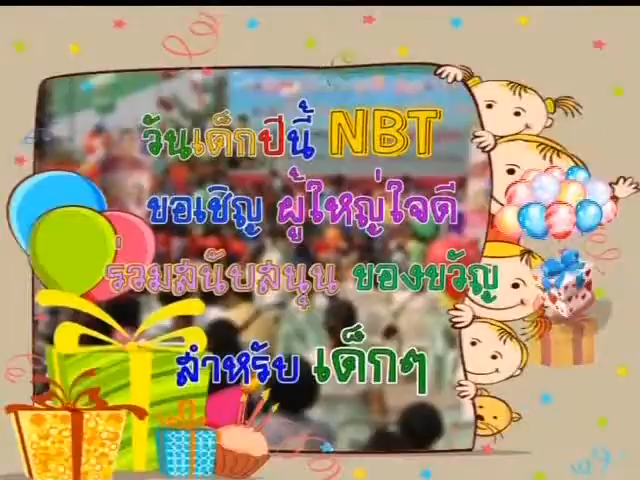 วันเด็กปีนี้ NBT
ขอเชิญ ผู้ใหญ่ใจดี
ร่วมสนับสนุน ของขวัญ
สำหรับ เด็กๆ